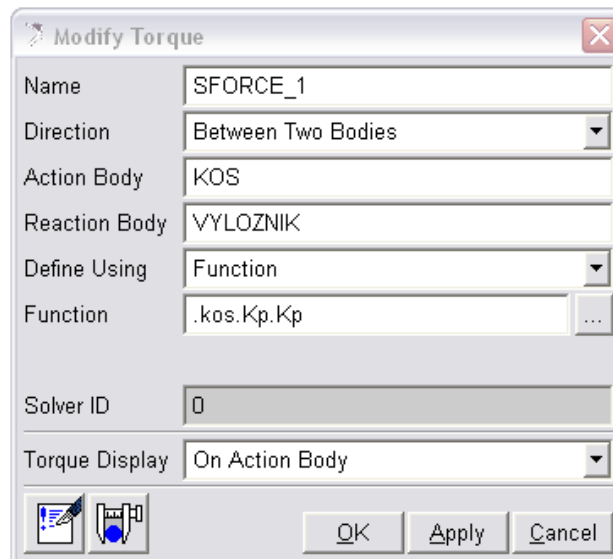 Modify Torque
Name SFORCE_1
Direction Between Two Bodies
Action Body KOS
Reaction Body VYLOZNIK
Define Using Function
Function .kos.Kp.Kp ...
Solver ID 0
Torque Display On Action Body
OK Apply Cancel